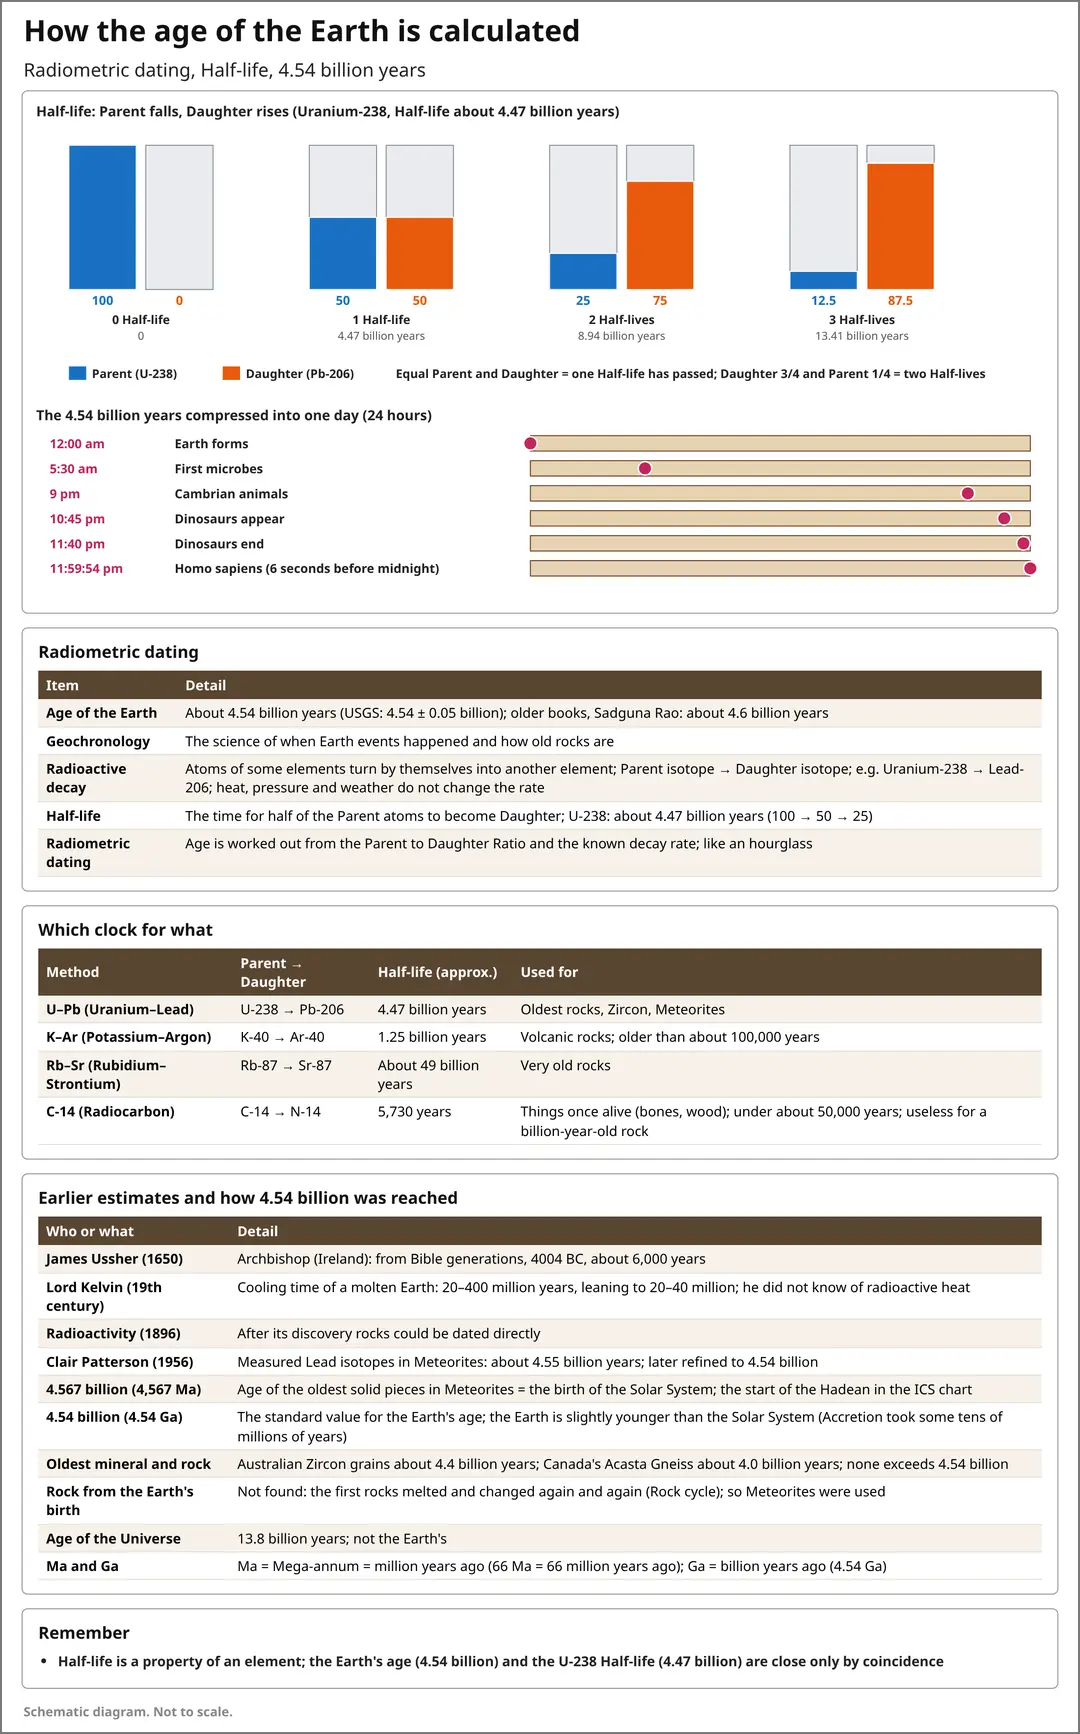 How the age of the Earth is calculated
Radiometric dating, Half-life, 4.54 billion years
Half-life: Parent falls, Daughter rises (Uranium-238, Half-life about 4.47 billion years)
100 0 50 50 25 75 12.5 87.5
0 Half-life 1 Half-life 2 Half-lives 3 Half-lives
0 4.47 billion years 8.94 billion years 13.41 billion years
Parent (U-238) Daughter (Pb-206) Equal Parent and Daughter = one Half-life has passed; Daughter 3/4 and Parent 1/4 = two Half-lives
The 4.54 billion years compressed into one day (24 hours)
12:00 am Earth forms
5:30 am First microbes
9 pm Cambrian animals
10:45 pm Dinosaurs appear
11:40 pm Dinosaurs end
11:59:54 pm Homo sapiens (6 seconds before midnight)
Radiometric dating
Item Detail
Age of the Earth About 4.54 billion years (USGS: 4.54 ± 0.05 billion); older books, Sadguna Rao: about 4.6 billion years
Geochronology The science of when Earth events happened and how old rocks are
Radioactive Atoms of some elements turn by themselves into another element; Parent isotope → Daughter isotope; e.g. Uranium-238 → Lead-
decay 206; heat, pressure and weather do not change the rate
Half-life The time for half of the Parent atoms to become Daughter; U-238: about 4.47 billion years (100 → 50 → 25)
Radiometric Age is worked out from the Parent to Daughter Ratio and the known decay rate; like an hourglass
dating
Which clock for what
Method Parent → Daughter Half-life (approx.) Used for
U–Pb (Uranium–Lead) U-238 → Pb-206 4.47 billion years Oldest rocks, Zircon, Meteorites
K–Ar (Potassium–Argon) K-40 → Ar-40 1.25 billion years Volcanic rocks; older than about 100,000 years
Rb–Sr (Rubidium– Rb-87 → Sr-87 About 49 billion Very old rocks
Strontium) years
C-14 (Radiocarbon) C-14 → N-14 5,730 years Things once alive (bones, wood); under about 50,000 years; useless for a
billion-year-old rock
Earlier estimates and how 4.54 billion was reached
Who or what Detail
James Ussher (1650) Archbishop (Ireland): from Bible generations, 4004 BC, about 6,000 years
Lord Kelvin (19th Cooling time of a molten Earth: 20–400 million years, leaning to 20–40 million; he did not know of radioactive heat
century)
Radioactivity (1896) After its discovery rocks could be dated directly
Clair Patterson (1956) Measured Lead isotopes in Meteorites: about 4.55 billion years; later refined to 4.54 billion
4.567 billion (4,567 Ma) Age of the oldest solid pieces in Meteorites = the birth of the Solar System; the start of the Hadean in the ICS chart
4.54 billion (4.54 Ga) The standard value for the Earth's age; the Earth is slightly younger than the Solar System (Accretion took some tens of
millions of years)
Oldest mineral and rock Australian Zircon grains about 4.4 billion years; Canada's Acasta Gneiss about 4.0 billion years; none exceeds 4.54 billion
Rock from the Earth's Not found: the first rocks melted and changed again and again (Rock cycle); so Meteorites were used
birth
Age of the Universe 13.8 billion years; not the Earth's
Ma and Ga Ma = Mega-annum = million years ago (66 Ma = 66 million years ago); Ga = billion years ago (4.54 Ga)
Remember
• Half-life is a property of an element; the Earth's age (4.54 billion) and the U-238 Half-life (4.47 billion) are close only by coincidence
Schematic diagram. Not to scale.